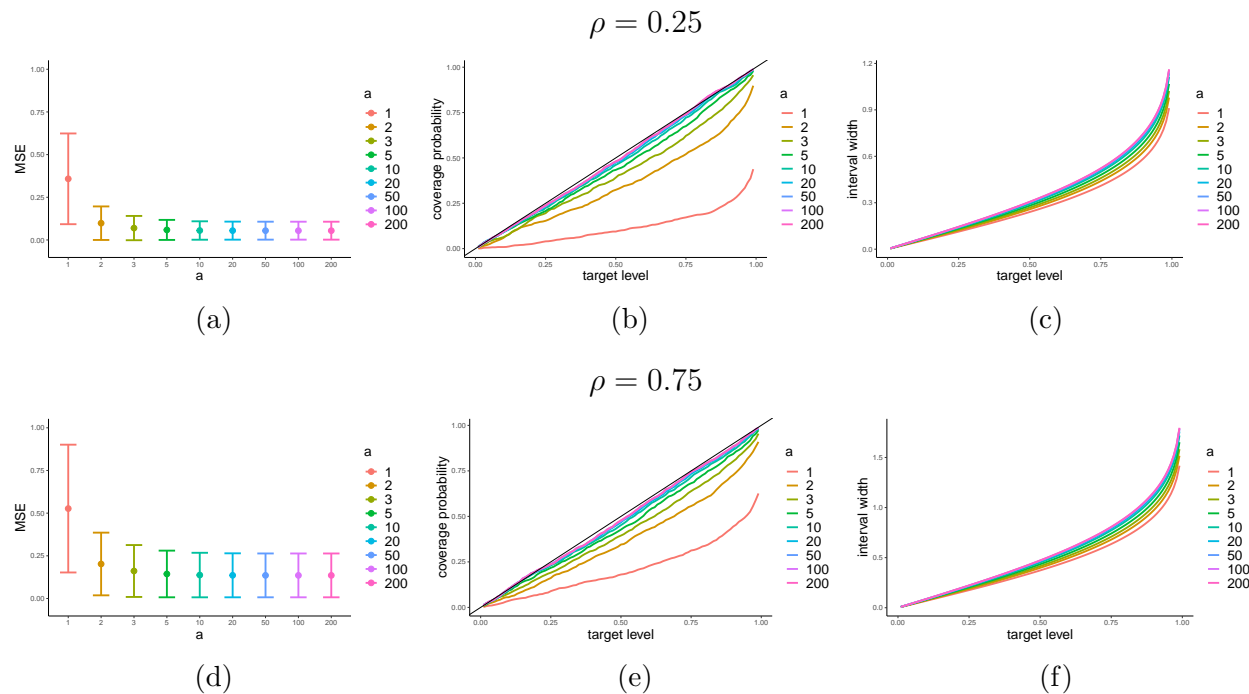 ρ = 0.25
MSE
1.00
0.75
0.50
0.25
0.00
1 2 3 5 10 20 50 100 200
a
a
1
2
3
5
10
20
50
100
200
(a)
coverage probability
1.00
0.75
0.50
0.25
0.00
0.00 0.25 0.50 0.75 1.00
target level
a
1
2
3
5
10
20
50
100
200
(b)
interval width
1.2
0.9
0.6
0.3
0.0
0.00 0.25 0.50 0.75 1.00
target level
a
1
2
3
5
10
20
50
100
200
(c)
ρ = 0.75
MSE
1.00
0.75
0.50
0.25
0.00
1 2 3 5 10 20 50 100 200
a
a
1
2
3
5
10
20
50
100
200
(d)
coverage probability
1.00
0.75
0.50
0.25
0.00
0.00 0.25 0.50 0.75 1.00
target level
a
1
2
3
5
10
20
50
100
200
(e)
interval width
1.5
1.0
0.5
0.0
0.00 0.25 0.50 0.75 1.00
target level
a
1
2
3
5
10
20
50
100
200
(f)